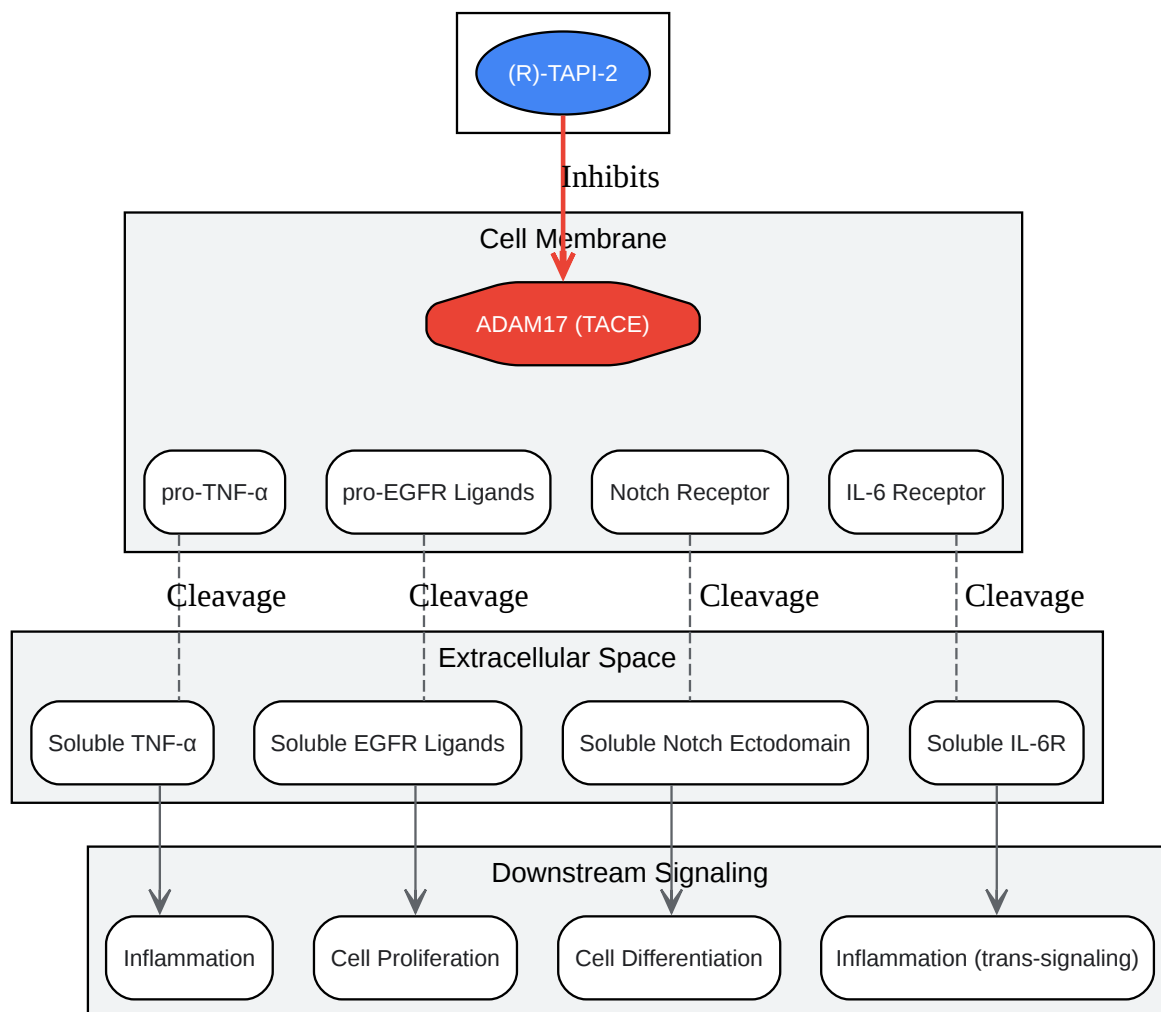 (R)-TAPI-2
Inhibits
Cell Membrane
ADAM17 (TACE)
pro-TNF-α
pro-EGFR Ligands
Notch Receptor
IL-6 Receptor
Cleavage
Cleavage
Cleavage
Cleavage
Extracellular Space
Soluble TNF-α
Soluble EGFR Ligands
Soluble Notch Ectodomain
Soluble IL-6R
Downstream Signaling
Inflammation
Cell Proliferation
Cell Differentiation
Inflammation (trans-signaling)